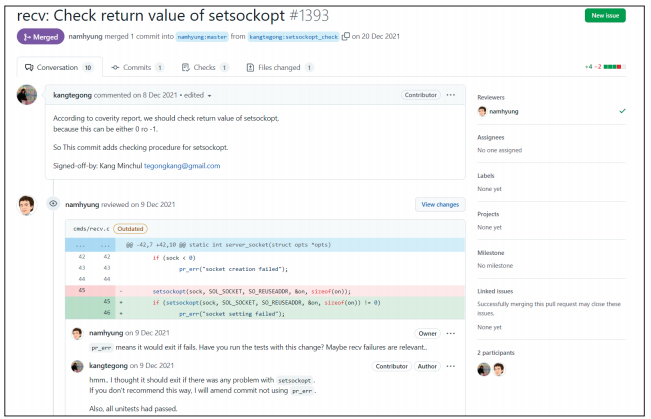 recv: Check return value of setsockopt #1393
New issue
Merged namhyung merged 1 commit into namhyung:master from kangtegong:setsockopt_check on 20 Dec 2021
Conversation 10 Commits 1 Checks 1 Files changed 1 +4 -2
kangtegong commented on 8 Dec 2021 • edited Contributor ...
According to coverity report, we should check return value of setsockopt.
because this can be either 0 ro -1.
So This commit adds checking procedure for setsockopt.
Signed-off-by: Kang Minchul tegongkang@gmail.com
Reviewers
namhyung
Assignees
No one assigned
Labels
None yet
Projects
None yet
Milestone
No milestone
Linked issues
Successfully merging this pull request may close these
issues.
None yet
2 participants
namhyung reviewed on 9 Dec 2021 View changes
cmds/recv.c Outdated
... ... @@ -42,7 +42,10 @@ static int server_socket(struct opts *opts)
42 42 if (sock < 0)
43 43 pr_err("socket creation failed");
44 44
45 - setsockopt(sock, SOL_SOCKET, SO_REUSEADDR, &on, sizeof(on));
45 + if (setsockopt(sock, SOL_SOCKET, SO_REUSEADDR, &on, sizeof(on)) != 0)
46 + pr_err("socket setting failed");
namhyung on 9 Dec 2021 Owner ...
pr_err means it would exit if fails. Have you run the tests with this change? Maybe recv failures are relevant..
kangtegong on 9 Dec 2021 Contributor Author ...
hmm.. I thought it should exit if there was any problem with setsockopt .
If you don't recommend this way, I will amend commit not using pr_err .
Also, all unitests had passed.